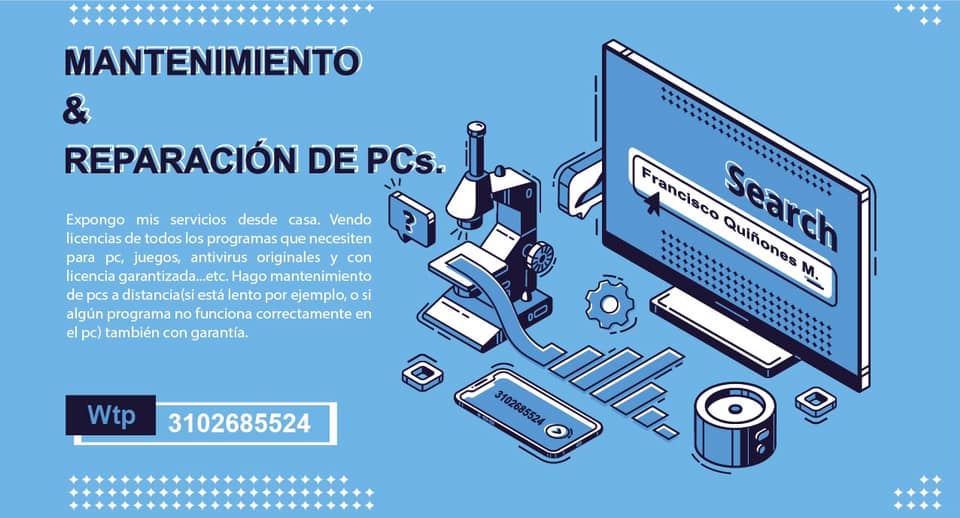 MANTENIMIENTO
&
REPARACIÓN DE PCs.
Expongo mis servicios desde casa. Vendo
licencias de todos los programas que necesiten
para pc, juegos, antivirus originales y con
licencia garantizada...etc. Hago mantenimiento
de pcs a distancia(si está lento por ejemplo, o si
algún programa no funciona correctamente en
el pc) también con garantía.
Wtp
3102685524
?
Search
Francisco Quiñones M.
3102685524